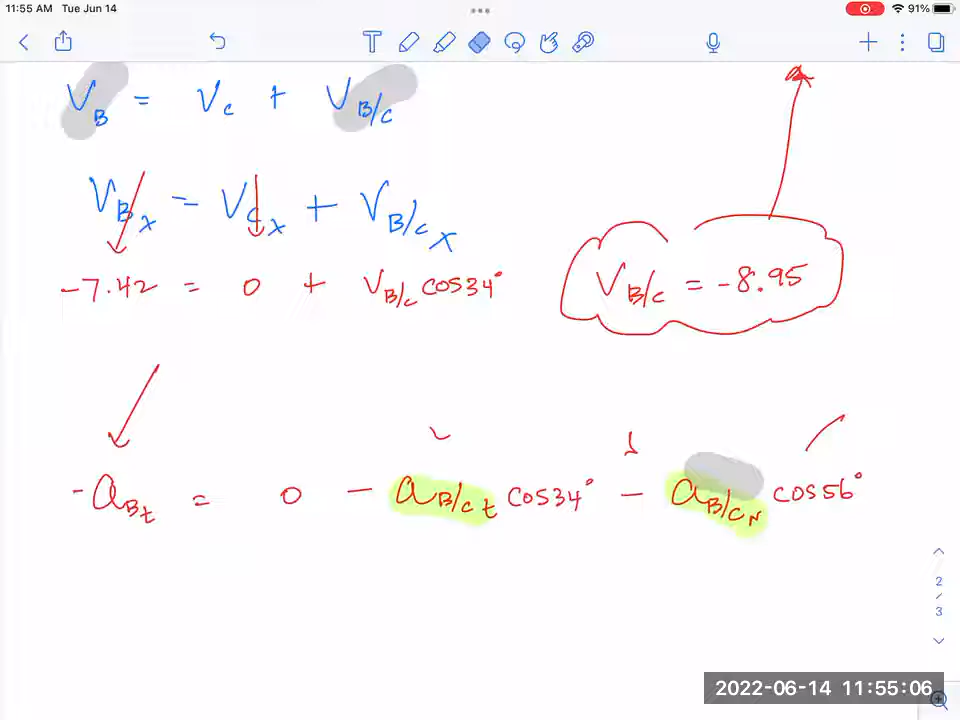 11:55 AM Tue Jun 14
91%
V_B = V_C + V_B/C
V_Bx = V_Cx + V_B/Cx
-7.42 = 0 + V_B/C cos34°
V_B/C = -8.95
-a_Bt = 0 - a_B/Ct cos34° - a_B/CN cos56°
2
/
3
2022-06-14 11:55:06